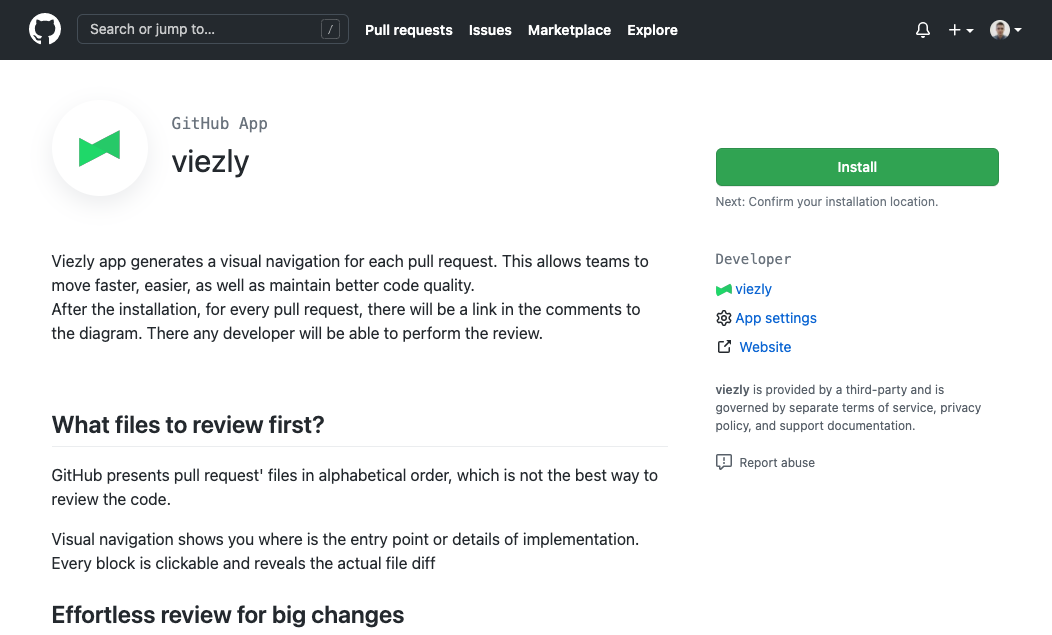 Search or jump to...
/
Pull requests
Issues
Marketplace
Explore
GitHub App
viezly
Install
Next: Confirm your installation location.
Viezly app generates a visual navigation for each pull request. This allows teams to
move faster, easier, as well as maintain better code quality.
After the installation, for every pull request, there will be a link in the comments to
the diagram. There any developer will be able to perform the review.
What files to review first?
GitHub presents pull request' files in alphabetical order, which is not the best way to
review the code.
Visual navigation shows you where is the entry point or details of implementation.
Every block is clickable and reveals the actual file diff
Effortless review for big changes
Developer
viezly
App settings
Website
viezly is provided by a third-party and is
governed by separate terms of service, privacy
policy, and support documentation.
Report abuse